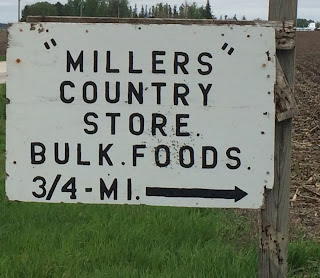 "MILLERS"
COUNTRY
STORE.
BULK. FOODS.
3/4-MI.